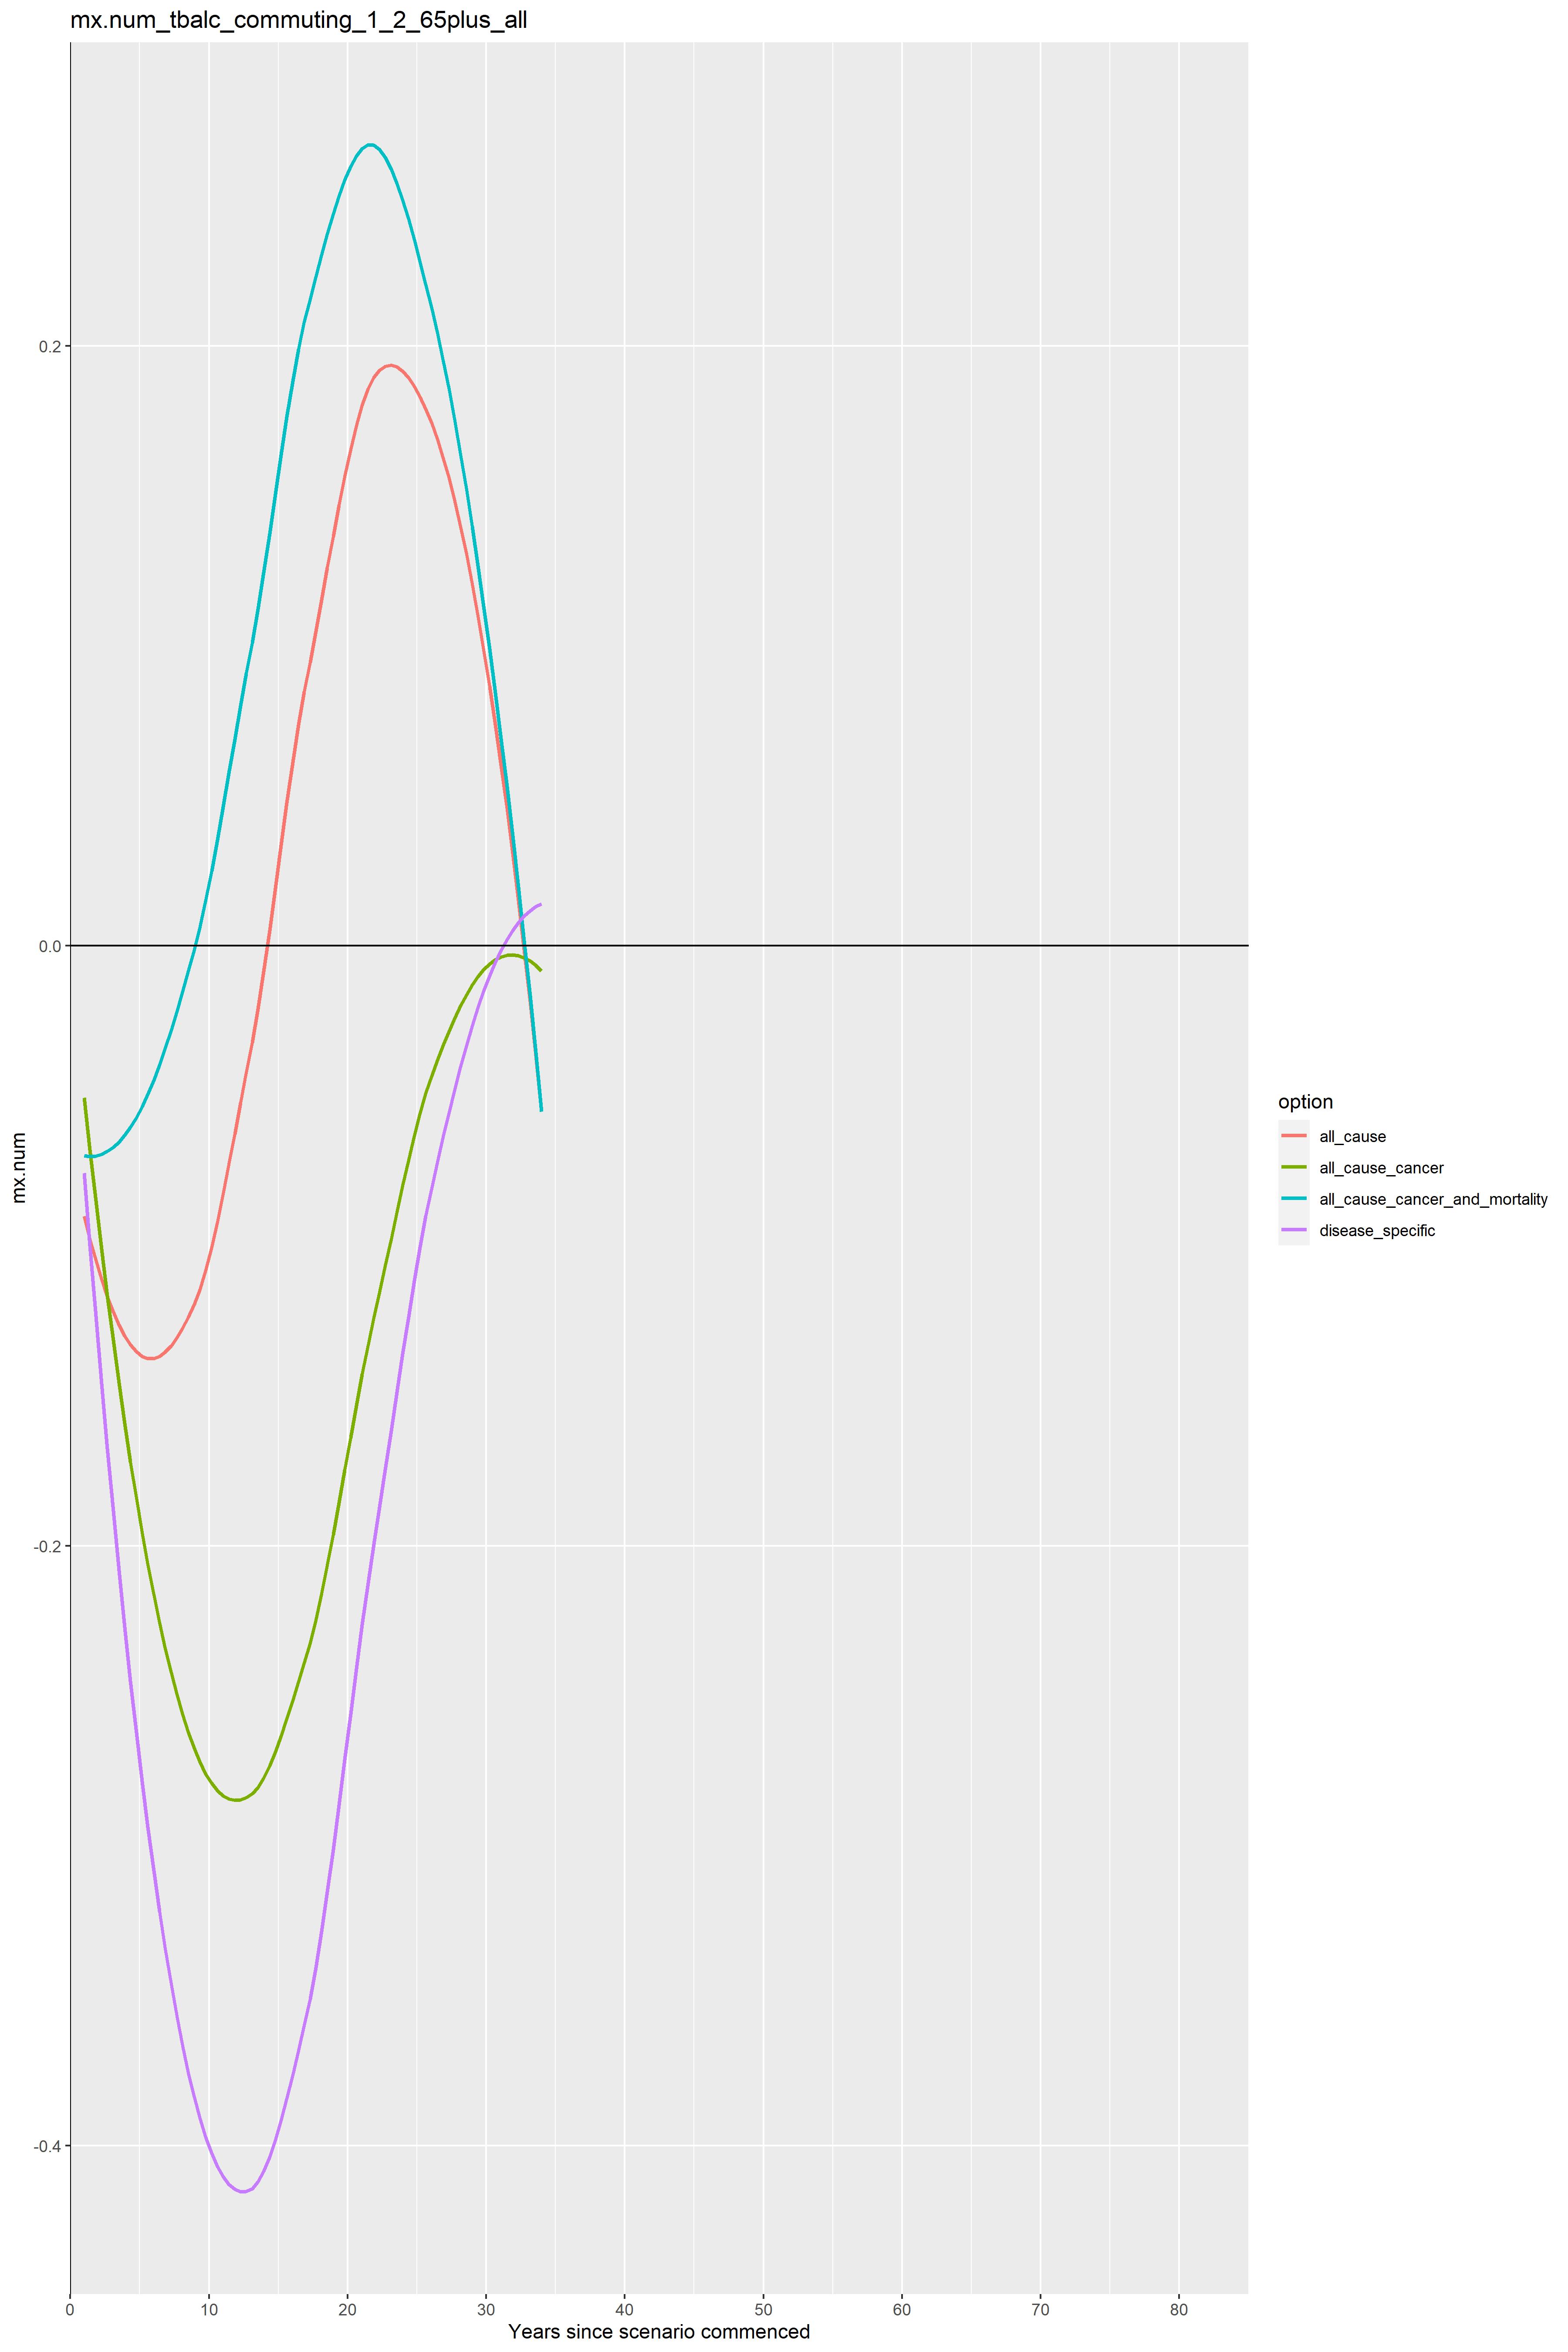 mx.num_tbalc_commuting_1_2_65plus_all
mx.num
0.2
0.0
-0.2
-0.4
0 10 20 30 40 50 60 70 80
Years since scenario commenced
option
all_cause
all_cause_cancer
all_cause_cancer_and_mortality
disease_specific